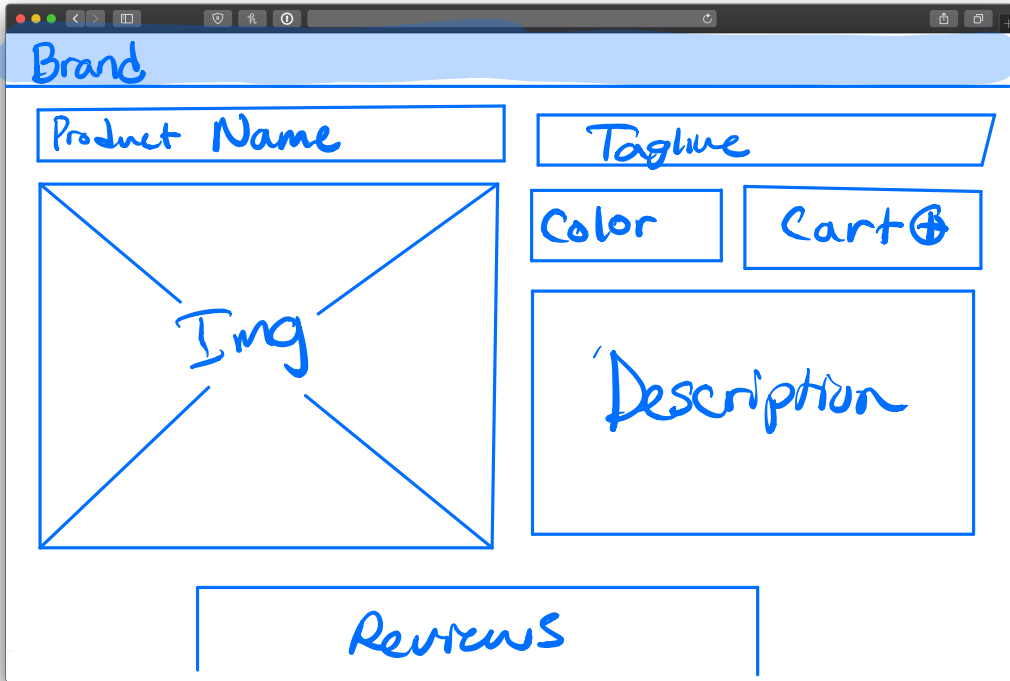 Brand
Product Name
Tagline
Color
Cart
Img
Description
Reviews